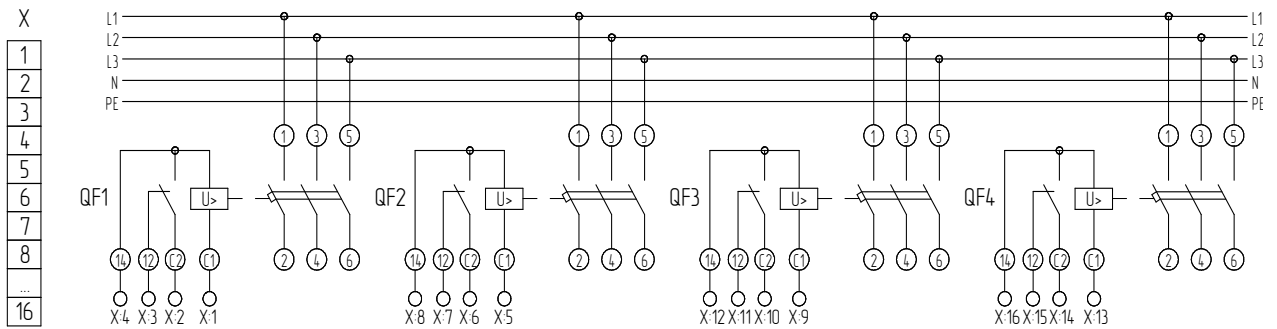 X
1
2
3
4
5
6
7
8
...
16
L1 L1
L2 L2
L3 L3
N N
PE PE
1 3 5 1 3 5 1 3 5 1 3 5
QF1 U> QF2 U> QF3 U> QF4 U>
14 12 C2 C1 2 4 6 14 12 C2 C1 2 4 6 14 12 C2 C1 2 4 6 14 12 C2 C1 2 4 6
X:4 X:3 X:2 X:1 X:8 X:7 X:6 X:5 X:12 X:11 X:10 X:9 X:16 X:15 X:14 X:13